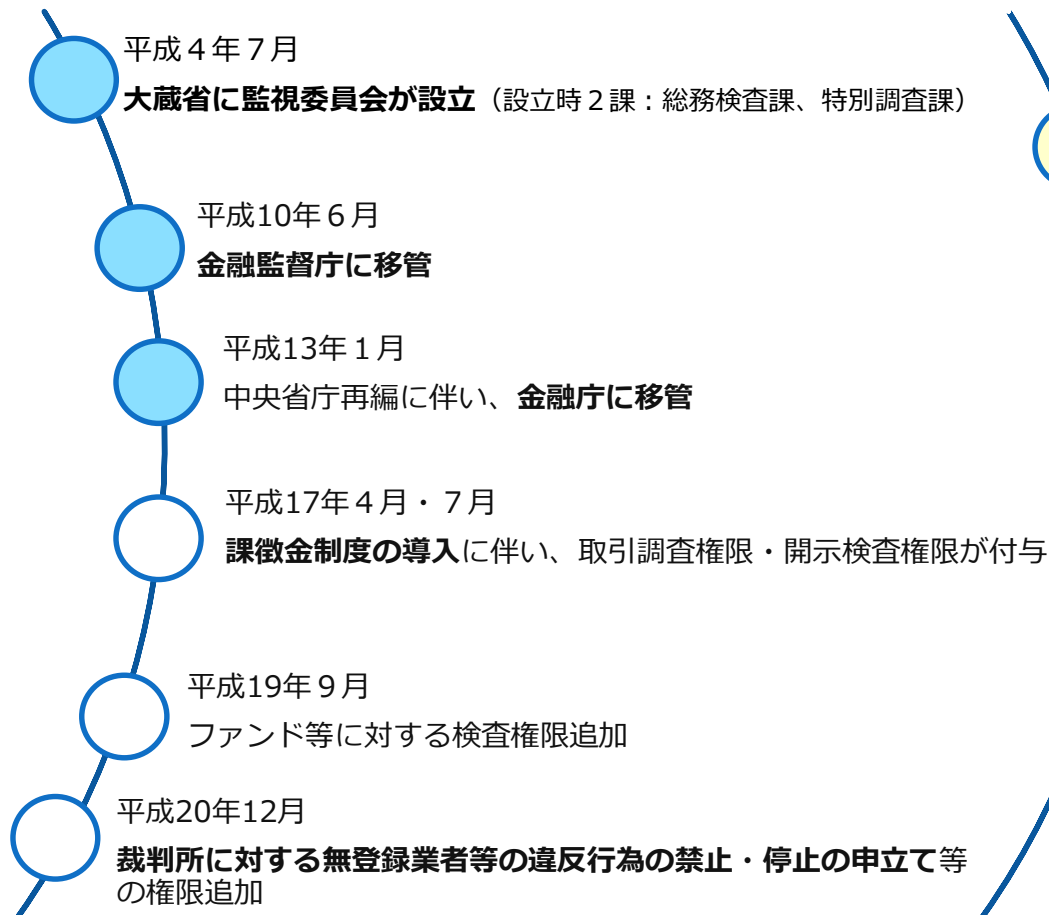 平成４年７月
大蔵省に監視委員会が設立（設立時２課：総務検査課、特別調査課）
平成10年６月
金融監督庁に移管
平成13年１月
中央省庁再編に伴い、金融庁に移管
平成17年４月・７月
課徴金制度の導入に伴い、取引調査権限・開示検査権限が付与
平成19年９月
ファンド等に対する検査権限追加
平成20年12月
裁判所に対する無登録業者等の違反行為の禁止・停止の申立て等
の権限追加